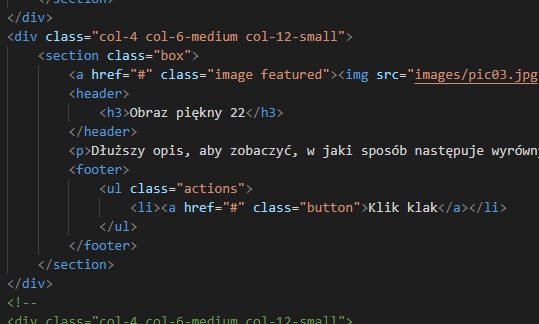 </section>
</div>
<div class="col-4 col-6-medium col-12-small">
<section class="box">
<a href="#" class="image featured"><img src="images/pic03.jpg
<header>
<h3>Obraz piękny 22</h3>
</header>
<p>Dłuższy opis, aby zobaczyć, w jaki sposób następuje wyrówn
<footer>
<ul class="actions">
<li><a href="#" class="button">Klik klak</a></li>
</ul>
</footer>
</section>
</div>
<!--
<div class="col-4 col-6-medium col-12-small">